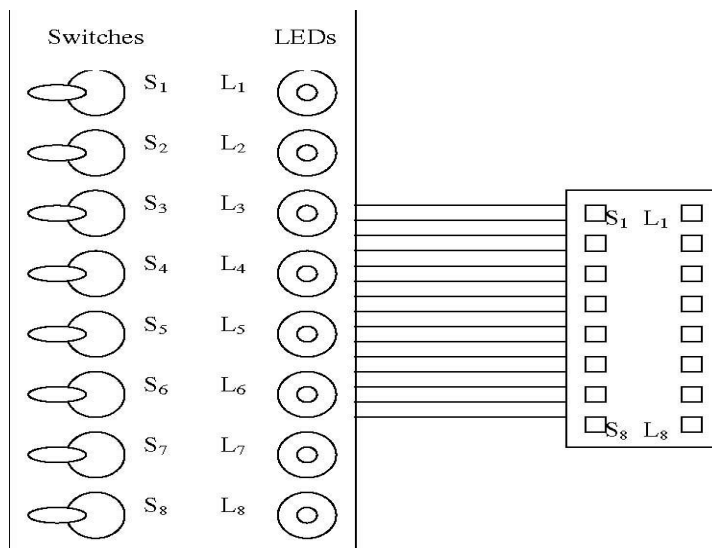 Switches LEDs
S₁ L₁
S₂ L₂
S₃ L₃
S₁ L₁
S₄ L₄
S₅ L₅
S₆ L₆
S₈ L₈
S₇ L₇
S₈ L₈